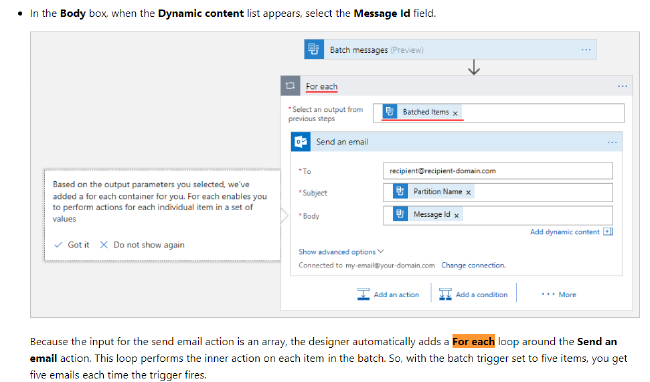 • In the Body box, when the Dynamic content list appears, select the Message Id field.
Batch messages (Preview) ...
For each ...
* Select an output from
previous steps
Batched Items x
Send an email ...
* To
recipient@recipient-domain.com
* Subject
Partition Name x
* Body
Message Id x
Add dynamic content
Based on the output parameters you selected, we've
added a for each container for you. For each enables you
to perform actions for each individual item in a set of
values
Got it Do not show again
Show advanced options
Connected to my-email@your-domain.com Change connection.
Add an action Add a condition ... More
Because the input for the send email action is an array, the designer automatically adds a For each loop around the Send an
email action. This loop performs the inner action on each item in the batch. So, with the batch trigger set to five items, you get
five emails each time the trigger fires.